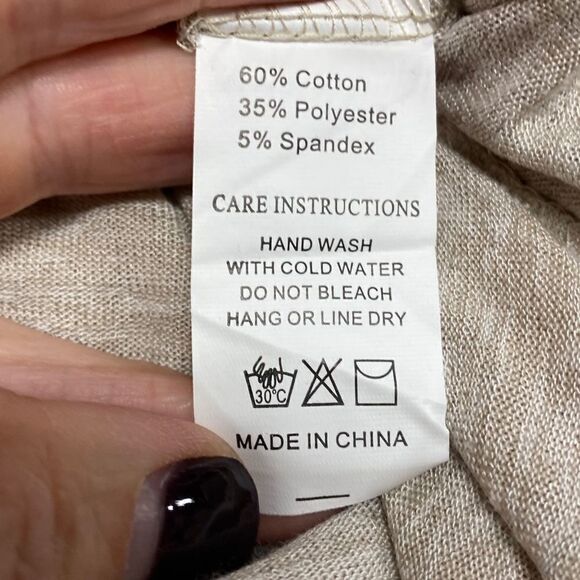 60% Cotton
35% Polyester
5% Spandex
CARE INSTRUCTIONS
HAND WASH
WITH COLD WATER
DO NOT BLEACH
HANG OR LINE DRY
30°C
MADE IN CHINA